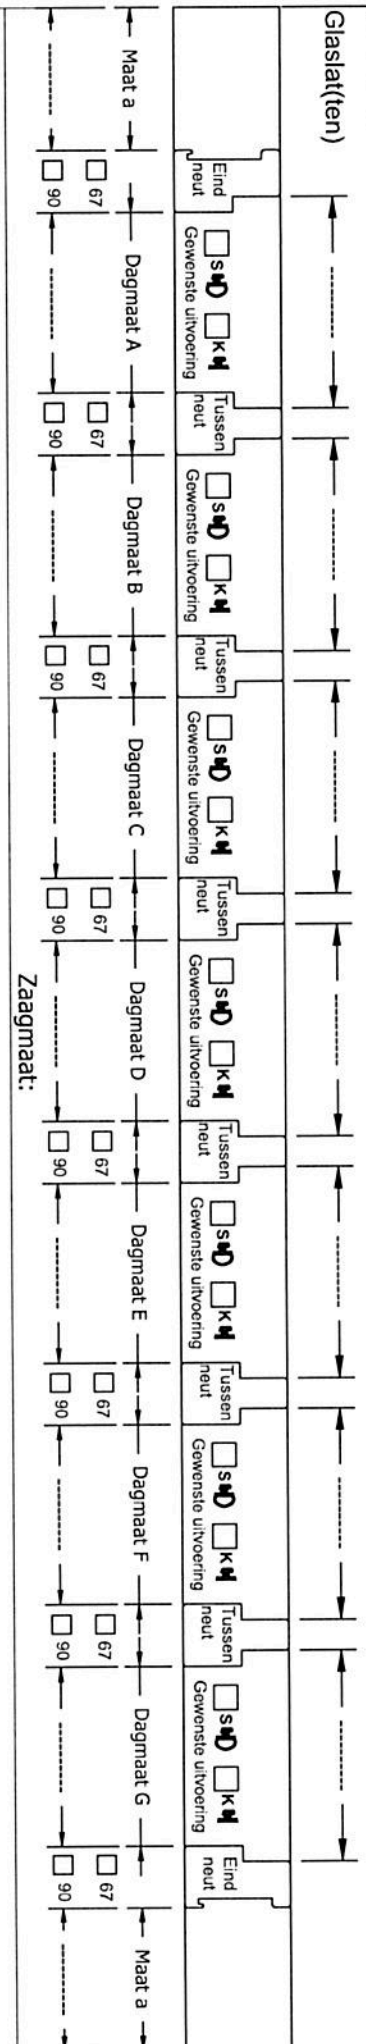 Glaslat(ten)
Eind Tussen Tussen Tussen Tussen Tussen Tussen Eind
neut S K neut S K neut S K neut S K neut S K neut S K neut S K neut
Gewenste uitvoering Gewenste uitvoering Gewenste uitvoering Gewenste uitvoering Gewenste uitvoering Gewenste uitvoering Gewenste uitvoering
Maat a Dagmaat A Dagmaat B Dagmaat C Dagmaat D Dagmaat E Dagmaat F Dagmaat G Maat a
67 67 67 67 67 67 67 67
90 90 90 90 90 90 90 90
Zaagmaat: